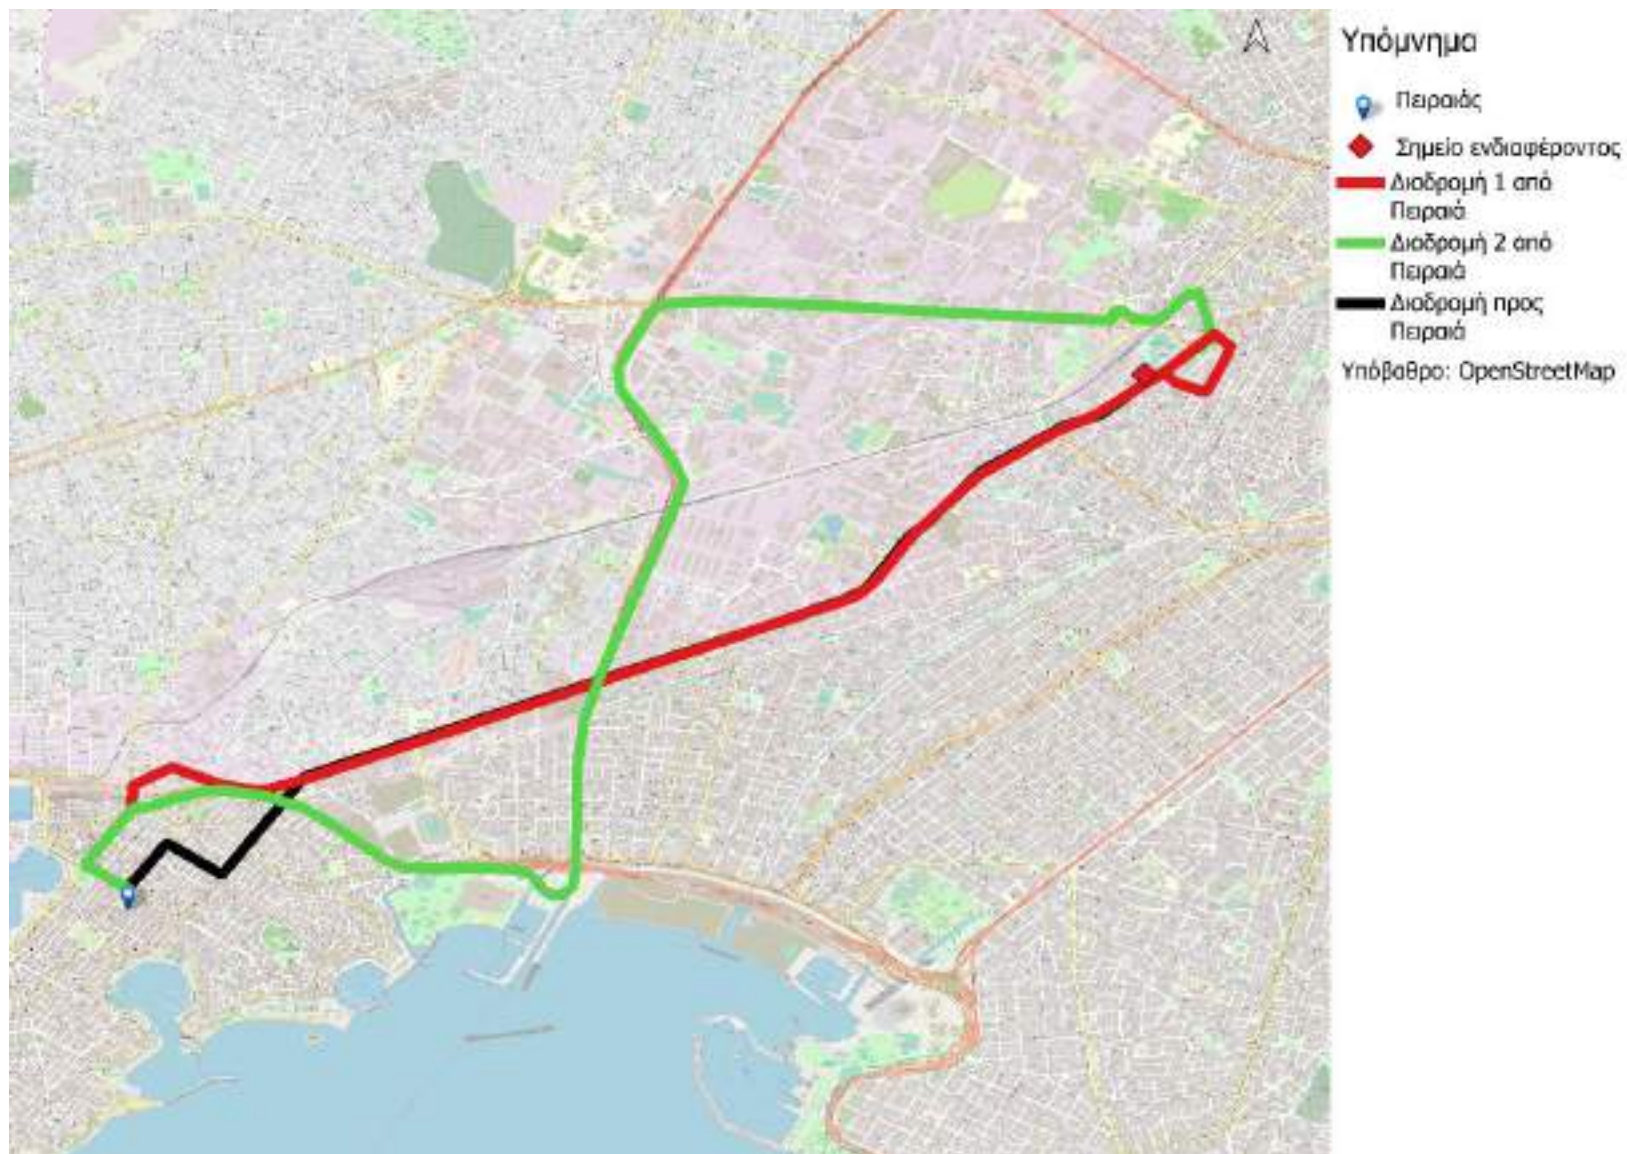 Υπόμνημα
Πειραιάς
Σημείο ενδιαφέροντος
Διαδρομή 1 από
Πειραιά
Διαδρομή 2 από
Πειραιά
Διαδρομή προς
Πειραιά
Υπόβαθρο: OpenStreetMap